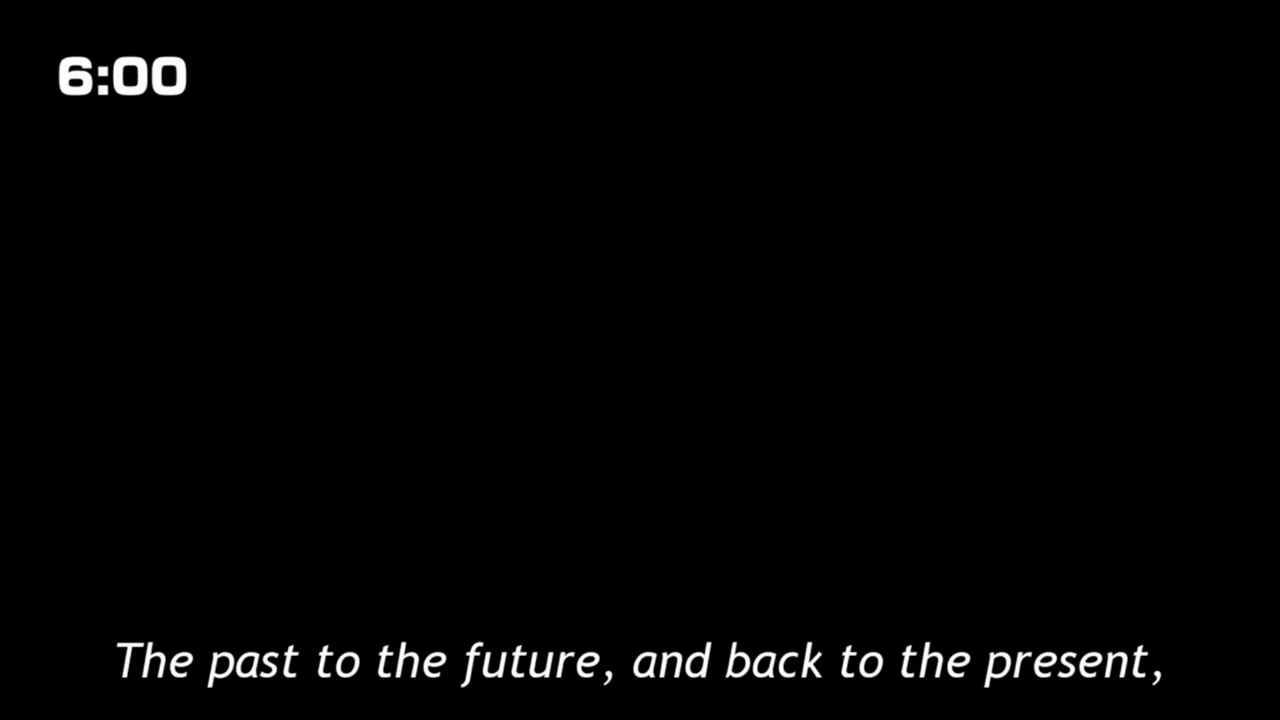 6:00
The past to the future, and back to the present,